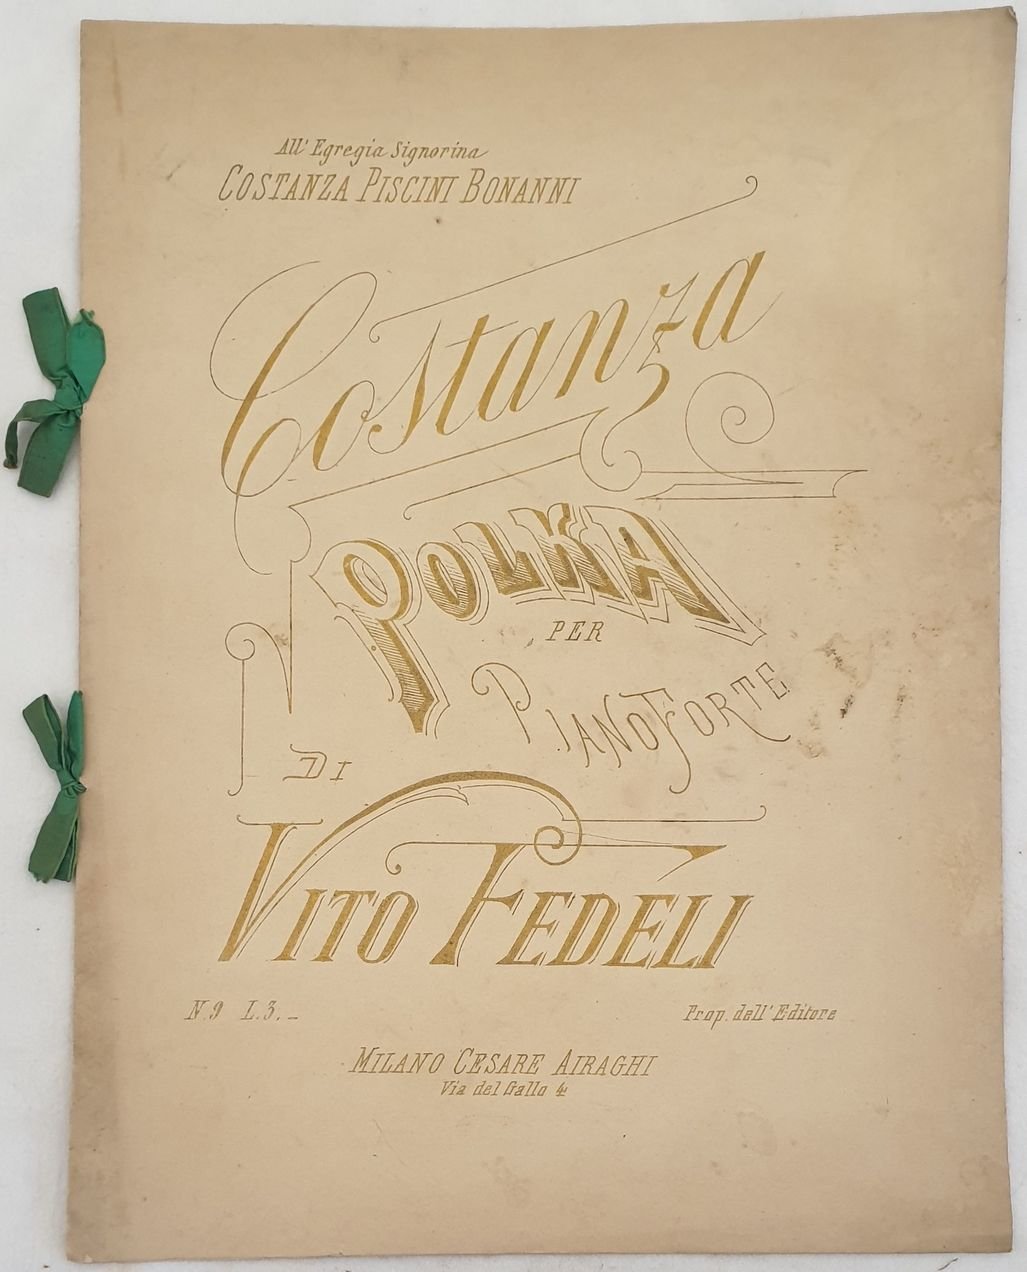 All' Egregia Signorina
COSTANZA PISCINI BONANNI
Costanza
POLKA
PER
PIANOFORTE
DI
VITO FEDELI
N. 9 L. 3. _
Prop. dell' Editore
MILANO CESARE AIRAGHI
Via del Gallo 4